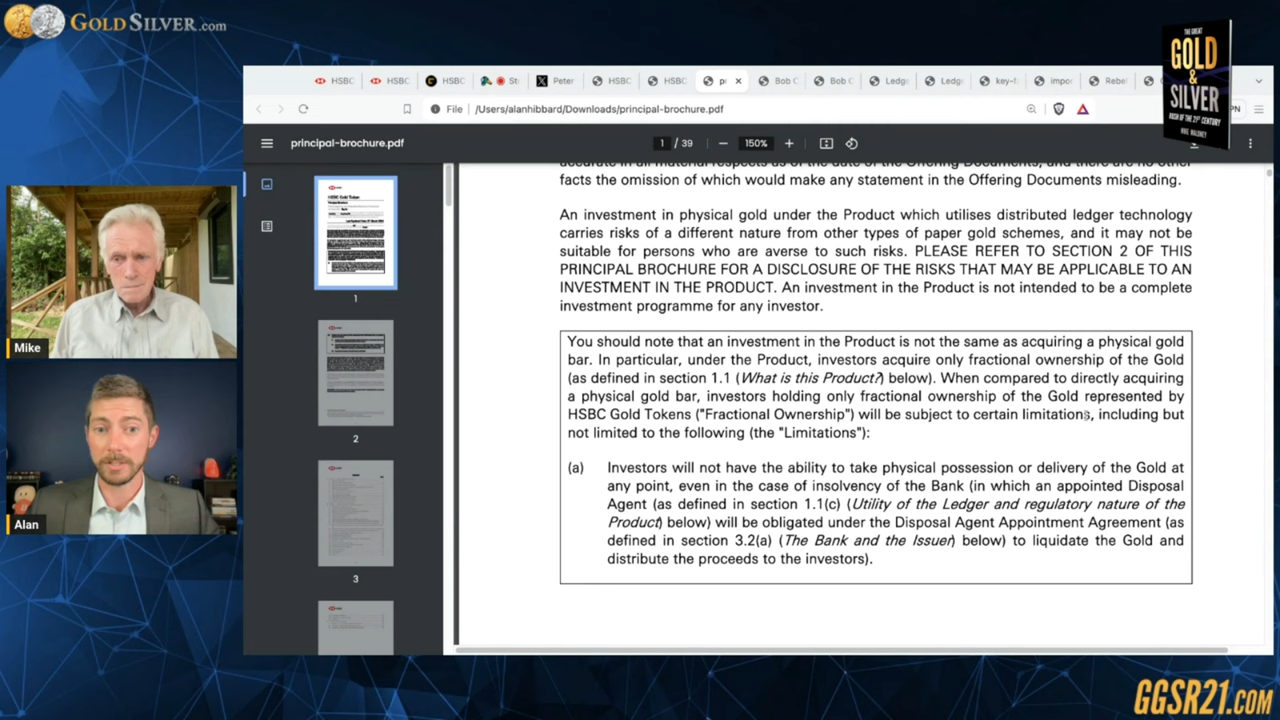 GOLDSILVER.com
THE GREAT
GOLD
&
SILVER
RUSH OF THE 21ST CENTURY
MIKE MALONEY
HSBC
HSBC
HSBC
St
Peter
HSBC
HSBC
pr
Bob C
Bob C
Ledg
Ledg
key-f
impor
Rebe
File
/Users/alanhibbard/Downloads/principal-brochure.pdf
PN
principal-brochure.pdf
1 / 39
150%
facts the omission of which would make any statement in the Offering Documents misleading.
An investment in physical gold under the Product which utilises distributed ledger technology
carries risks of a different nature from other types of paper gold schemes, and it may not be
suitable for persons who are averse to such risks. PLEASE REFER TO SECTION 2 OF THIS
PRINCIPAL BROCHURE FOR A DISCLOSURE OF THE RISKS THAT MAY BE APPLICABLE TO AN
INVESTMENT IN THE PRODUCT. An investment in the Product is not intended to be a complete
investment programme for any investor.
You should note that an investment in the Product is not the same as acquiring a physical gold
bar. In particular, under the Product, investors acquire only fractional ownership of the Gold
(as defined in section 1.1 (What is this Product?) below). When compared to directly acquiring
a physical gold bar, investors holding only fractional ownership of the Gold represented by
HSBC Gold Tokens ("Fractional Ownership") will be subject to certain limitations, including but
not limited to the following (the "Limitations"):
(a) Investors will not have the ability to take physical possession or delivery of the Gold at
any point, even in the case of insolvency of the Bank (in which an appointed Disposal
Agent (as defined in section 1.1(c) (Utility of the Ledger and regulatory nature of the
Product) below) will be obligated under the Disposal Agent Appointment Agreement (as
defined in section 3.2(a) (The Bank and the Issuer) below) to liquidate the Gold and
distribute the proceeds to the investors).
HSBC Gold Token
1
2
3
Mike
Alan
GGSR21.COM